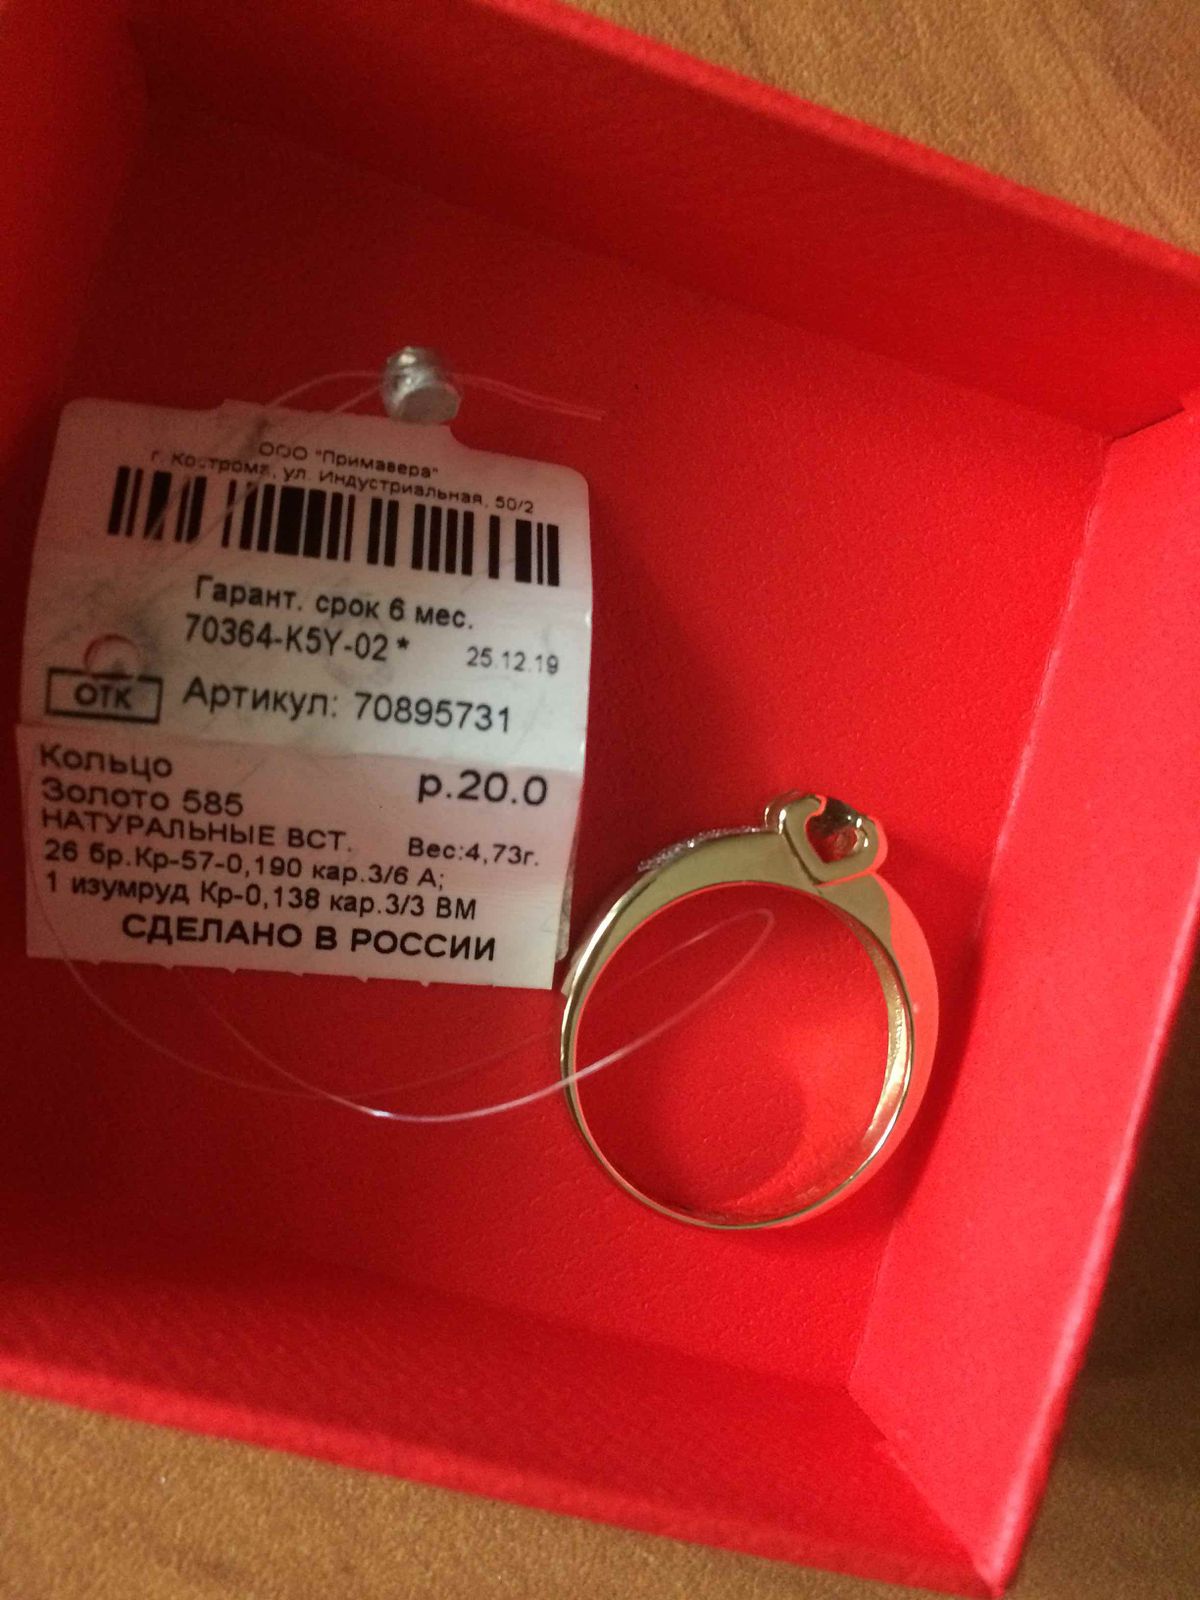 ООО "Примавера"
г. Кострома, ул. Индустриальная, 50/2
Гарант. срок 6 мес.
70364-К5Y-02 * 25.12.19
ОТК Артикул: 70895731
Кольцо р.20.0
Золото 585
НАТУРАЛЬНЫЕ ВСТ. Вес:4,73г.
26 бр.Кр-57-0,190 кар.3/6 А;
1 изумруд Кр-0,138 кар.3/3 ВМ
СДЕЛАНО В РОССИИ